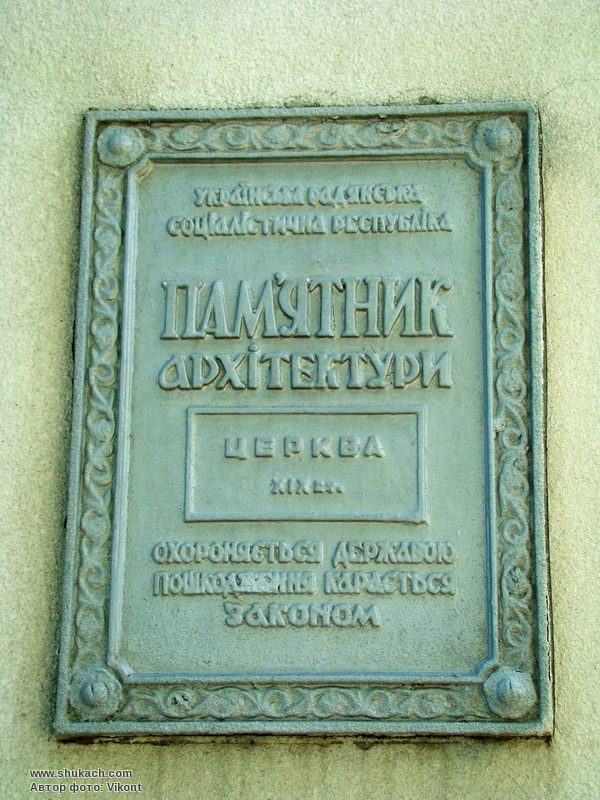 УКРАЇНСЬКА РАДЯНСЬКА
СОЦІАЛІСТИЧНА РЕСПУБЛІКА
ПАМ'ЯТНИК
АРХІТЕКТУРИ
ЦЕРКВА
XIX ст.
ОХОРОНЯЄТЬСЯ ДЕРЖАВОЮ
ПОШКОДЖЕННЯ КАРАЄТЬСЯ
ЗАКОНОМ
www.shukach.com
Автор фото: Vikont